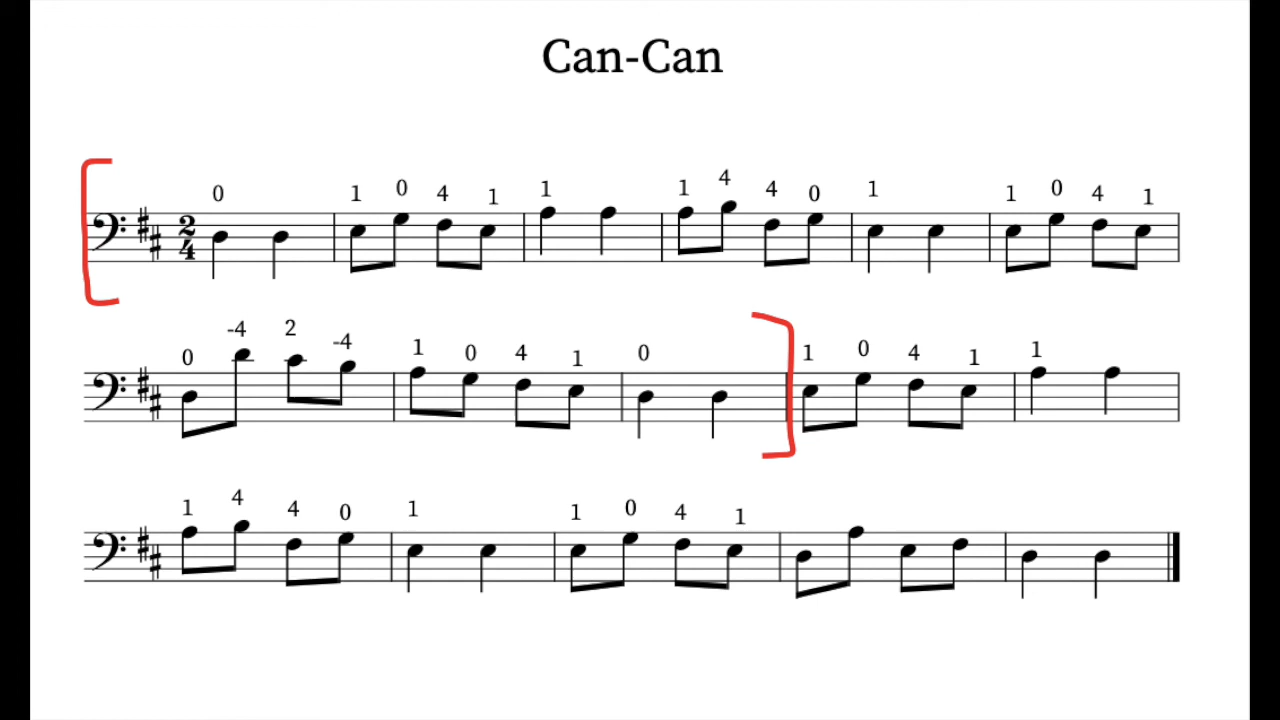 Can-Can
0 1 0 4 1 1 1 4 4 0 1 1 0 4 1
2
4
0 -4 2 -4 1 0 4 1 0 1 0 4 1 1
1 4 4 0 1 1 0 4 1